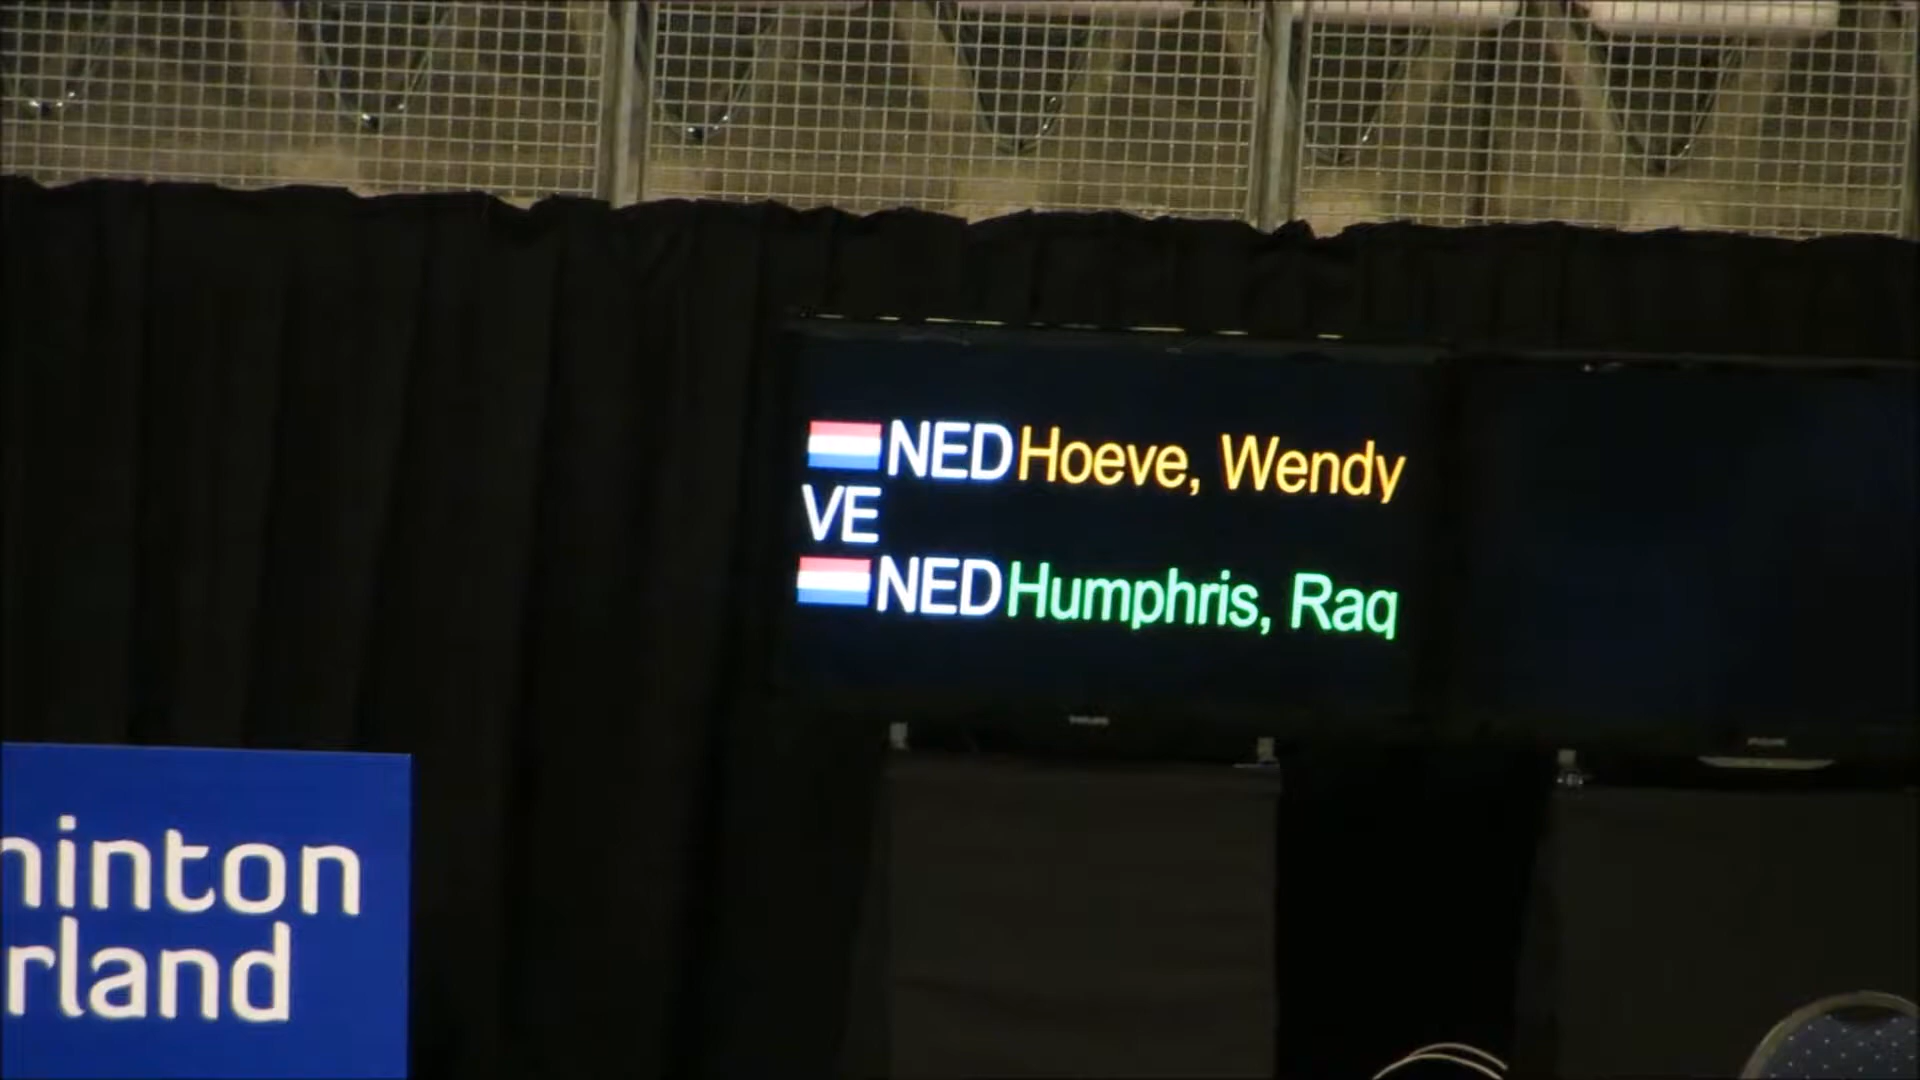 NED Hoeve, Wendy
VE
NED Humphris, Raq
ninton
rland